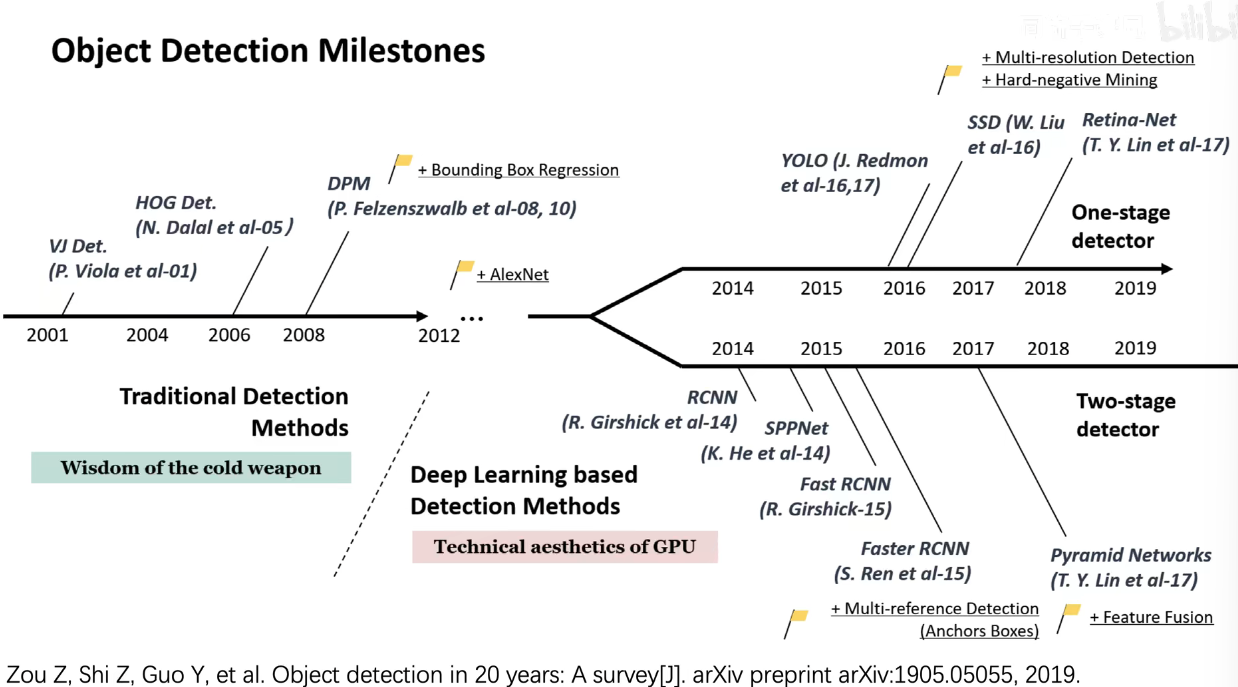 Object Detection Milestones
bilibili
+ Multi-resolution Detection
+ Hard-negative Mining
SSD (W. Liu
et al-16)
Retina-Net
(T. Y. Lin et al-17)
YOLO (J. Redmon
et al-16,17)
+ Bounding Box Regression
DPM
(P. Felzenszwalb et al-08, 10)
HOG Det.
(N. Dalal et al-05)
VJ Det.
(P. Viola et al-01)
+ AlexNet
One-stage
detector
2014 2015 2016 2017 2018 2019
2001 2004 2006 2008 2012 ...
2014 2015 2016 2017 2018 2019
Traditional Detection
Methods
Wisdom of the cold weapon
Deep Learning based
Detection Methods
Technical aesthetics of GPU
RCNN
(R. Girshick et al-14)
SPPNet
(K. He et al-14)
Fast RCNN
(R. Girshick-15)
Faster RCNN
(S. Ren et al-15)
+ Multi-reference Detection
(Anchors Boxes)
Two-stage
detector
Pyramid Networks
(T. Y. Lin et al-17)
+ Feature Fusion
Zou Z, Shi Z, Guo Y, et al. Object detection in 20 years: A survey[J]. arXiv preprint arXiv:1905.05055, 2019.